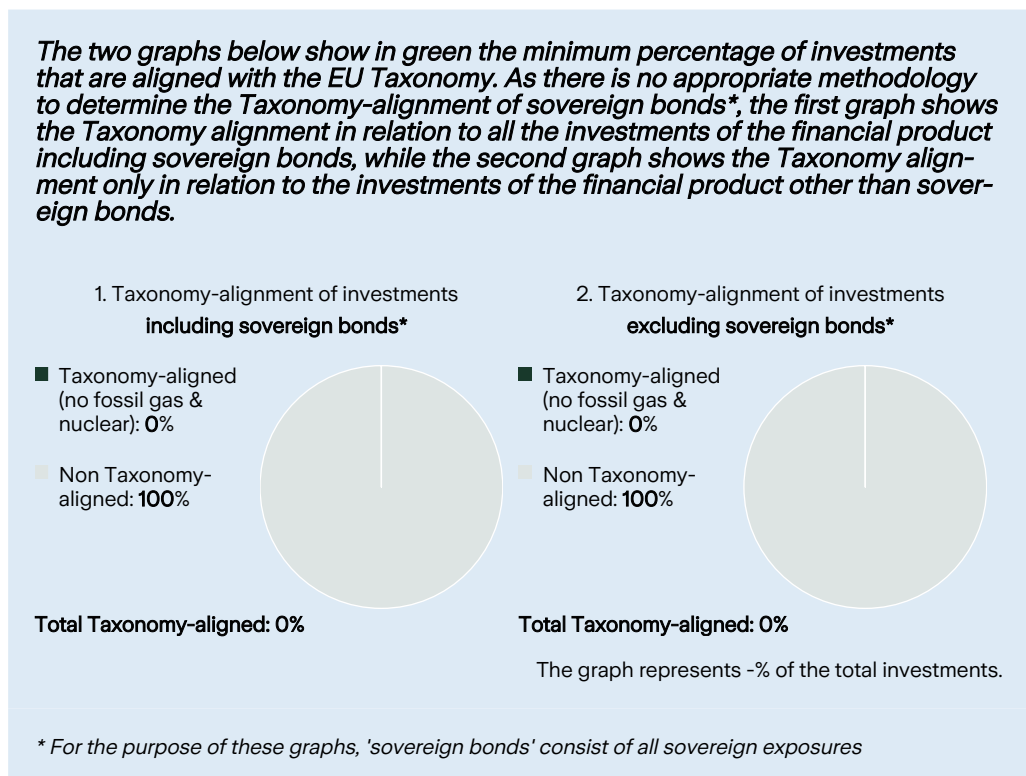 The two graphs below show in green the minimum percentage of investments
that are aligned with the EU Taxonomy. As there is no appropriate methodology
to determine the Taxonomy-alignment of sovereign bonds*, the first graph shows
the Taxonomy alignment in relation to all the investments of the financial product
including sovereign bonds, while the second graph shows the Taxonomy align-
ment only in relation to the investments of the financial product other than sover-
eign bonds.
1. Taxonomy-alignment of investments
including sovereign bonds*
Taxonomy-aligned
(no fossil gas &
nuclear): 0%
Non Taxonomy-
aligned: 100%
Total Taxonomy-aligned: 0%
2. Taxonomy-alignment of investments
excluding sovereign bonds*
Taxonomy-aligned
(no fossil gas &
nuclear): 0%
Non Taxonomy-
aligned: 100%
Total Taxonomy-aligned: 0%
The graph represents -% of the total investments.
* For the purpose of these graphs, 'sovereign bonds' consist of all sovereign exposures